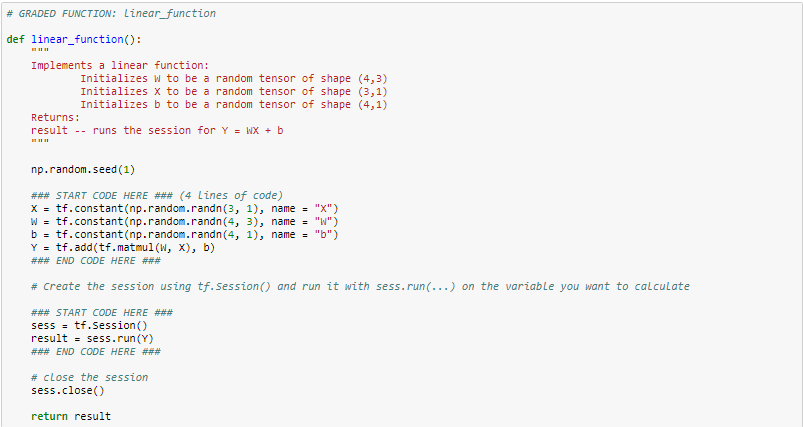 # GRADED FUNCTION: linear_function
def linear_function():
"""
Implements a linear function:
Initializes W to be a random tensor of shape (4,3)
Initializes X to be a random tensor of shape (3,1)
Initializes b to be a random tensor of shape (4,1)
Returns:
result -- runs the session for Y = WX + b
"""
np.random.seed(1)
### START CODE HERE ### (4 lines of code)
X = tf.constant(np.random.randn(3, 1), name = "X")
W = tf.constant(np.random.randn(4, 3), name = "W")
b = tf.constant(np.random.randn(4, 1), name = "b")
Y = tf.add(tf.matmul(W, X), b)
### END CODE HERE ###
# Create the session using tf.Session() and run it with sess.run(...) on the variable you want to calculate
### START CODE HERE ###
sess = tf.Session()
result = sess.run(Y)
### END CODE HERE ###
# close the session
sess.close()
return result